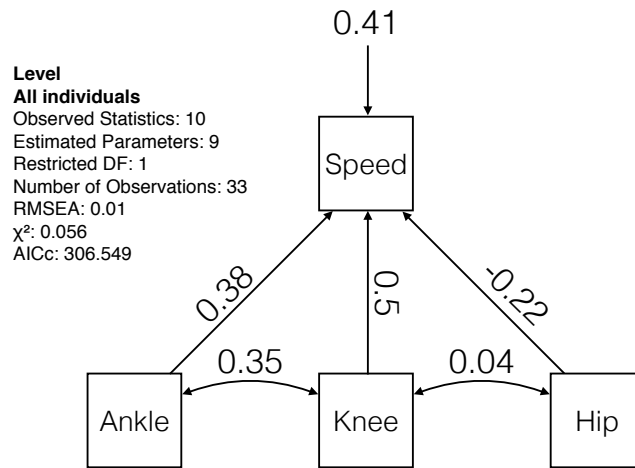 0.41
Level
All individuals
Observed Statistics: 10
Estimated Parameters: 9
Restricted DF: 1
Number of Observations: 33
RMSEA: 0.01
χ²: 0.056
AICc: 306.549
Speed
0.38
0.5
-0.22
0.35
0.04
Ankle
Knee
Hip